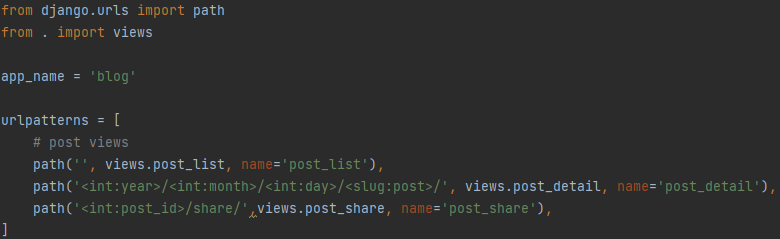 from django.urls import path
from . import views
app_name = 'blog'
urlpatterns = [
# post views
path('', views.post_list, name='post_list'),
path('<int:year>/<int:month>/<int:day>/<slug:post>/', views.post_detail, name='post_detail'),
path('<int:post_id>/share/',views.post_share, name='post_share'),
]